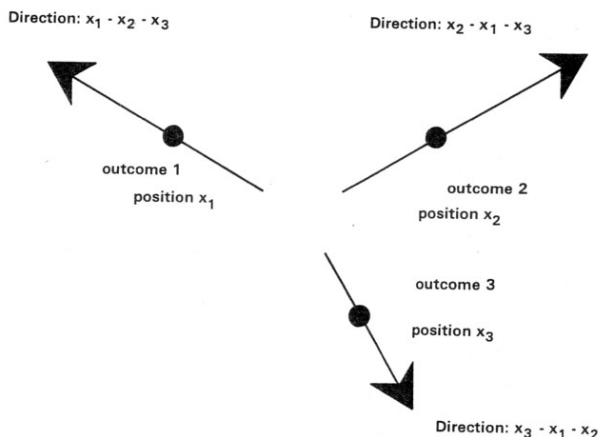 Direction: x₁ - x₂ - x₃
Direction: x₂ - x₁ - x₃
outcome 1
position x₁
outcome 2
position x₂
outcome 3
position x₃
Direction: x₃ - x₁ - x₂